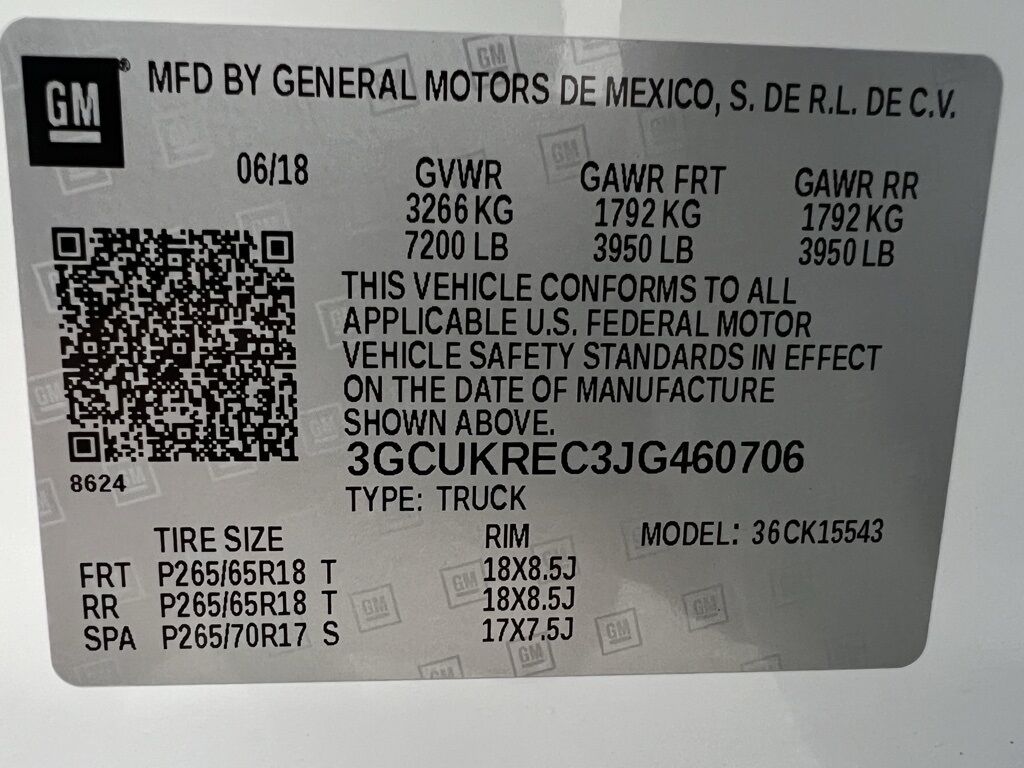 GM® MFD BY GENERAL MOTORS DE MEXICO, S. DE R.L. DE C.V.
06/18 GVWR GAWR FRT GAWR RR
3266 KG 1792 KG 1792 KG
7200 LB 3950 LB 3950 LB
THIS VEHICLE CONFORMS TO ALL
APPLICABLE U.S. FEDERAL MOTOR
VEHICLE SAFETY STANDARDS IN EFFECT
ON THE DATE OF MANUFACTURE
SHOWN ABOVE.
3GCUKREC3JG460706
8624
TYPE: TRUCK
TIRE SIZE RIM MODEL: 36CK15543
FRT P265/65R18 T 18X8.5J
RR P265/65R18 T 18X8.5J
SPA P265/70R17 S 17X7.5J